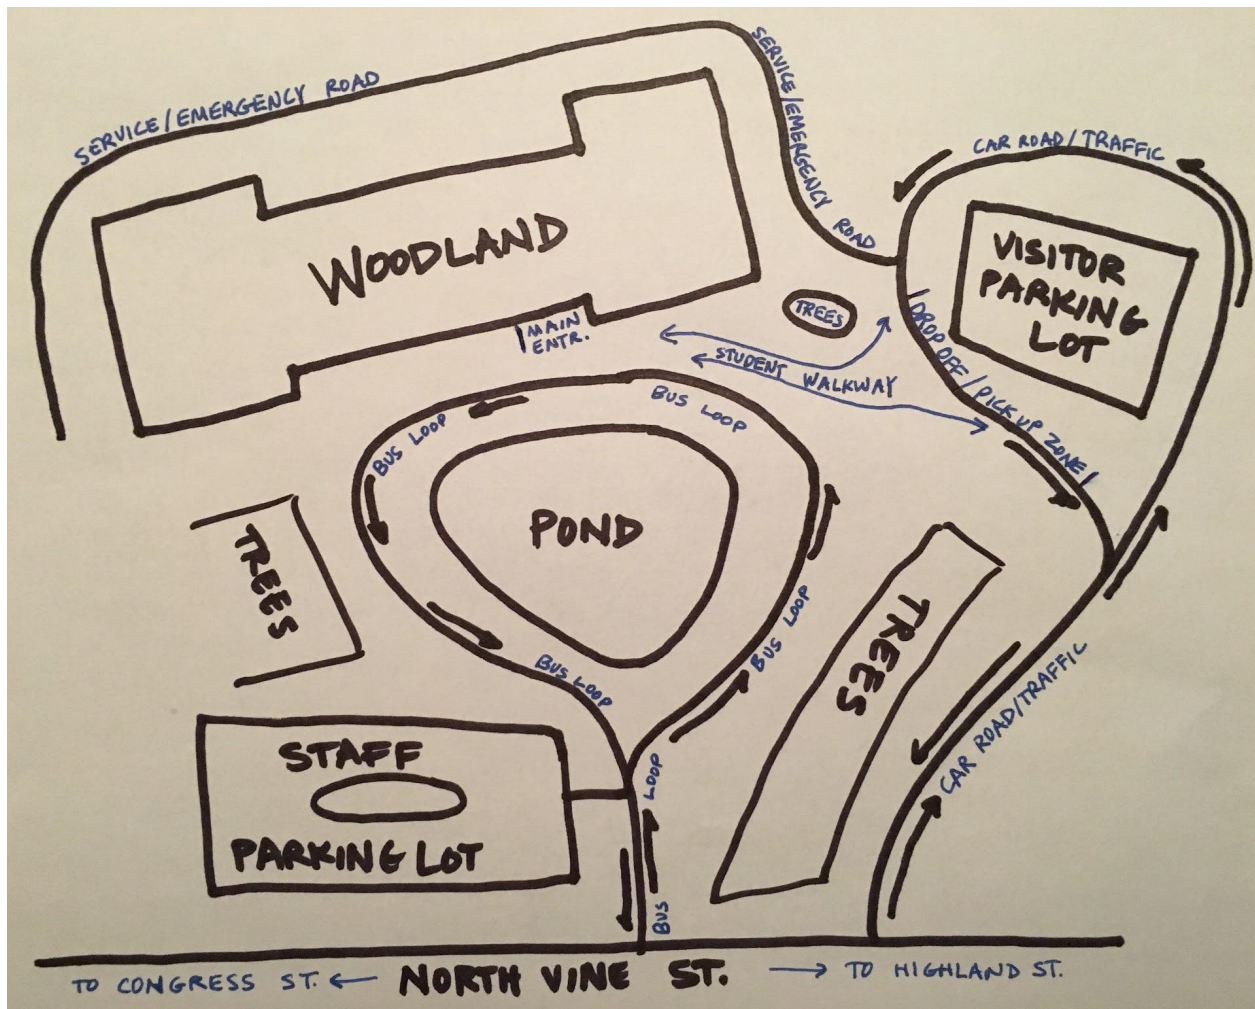 SERVICE/EMERGENCY ROAD
SERVICE/EMERGENCY ROAD
CAR ROAD/TRAFFIC
WOODLAND
VISITOR
PARKING
LOT
TREES
MAIN
ENTR.
DROP OFF/PICK UP ZONE
STUDENT WALKWAY
BUS LOOP
BUS LOOP
POND
TREES
TREES
BUS LOOP
BUS LOOP
CAR ROAD/TRAFFIC
STAFF
PARKING LOT
BUS LOOP
TO CONGRESS ST. ← NORTH VINE ST. → TO HIGHLAND ST.